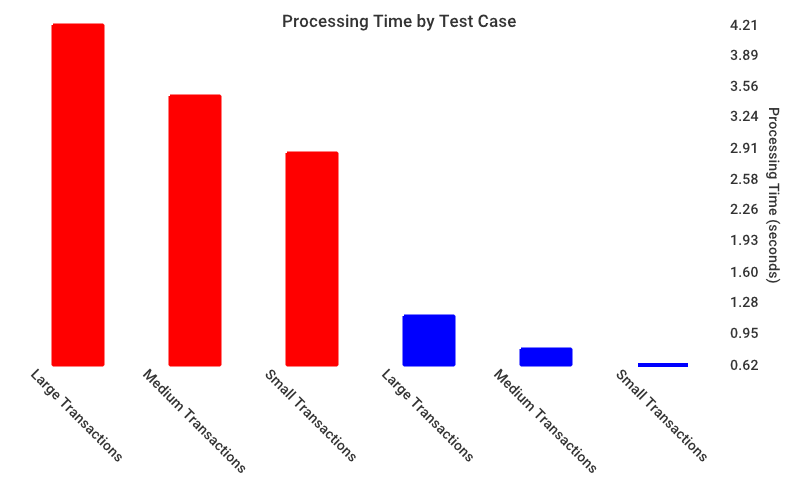 Processing Time by Test Case
4.21
3.89
3.56
3.24
2.91
2.58
2.26
1.93
1.60
1.28
0.95
0.62
Processing Time (seconds)
Large Transactions
Medium Transactions
Small Transactions
Large Transactions
Medium Transactions
Small Transactions